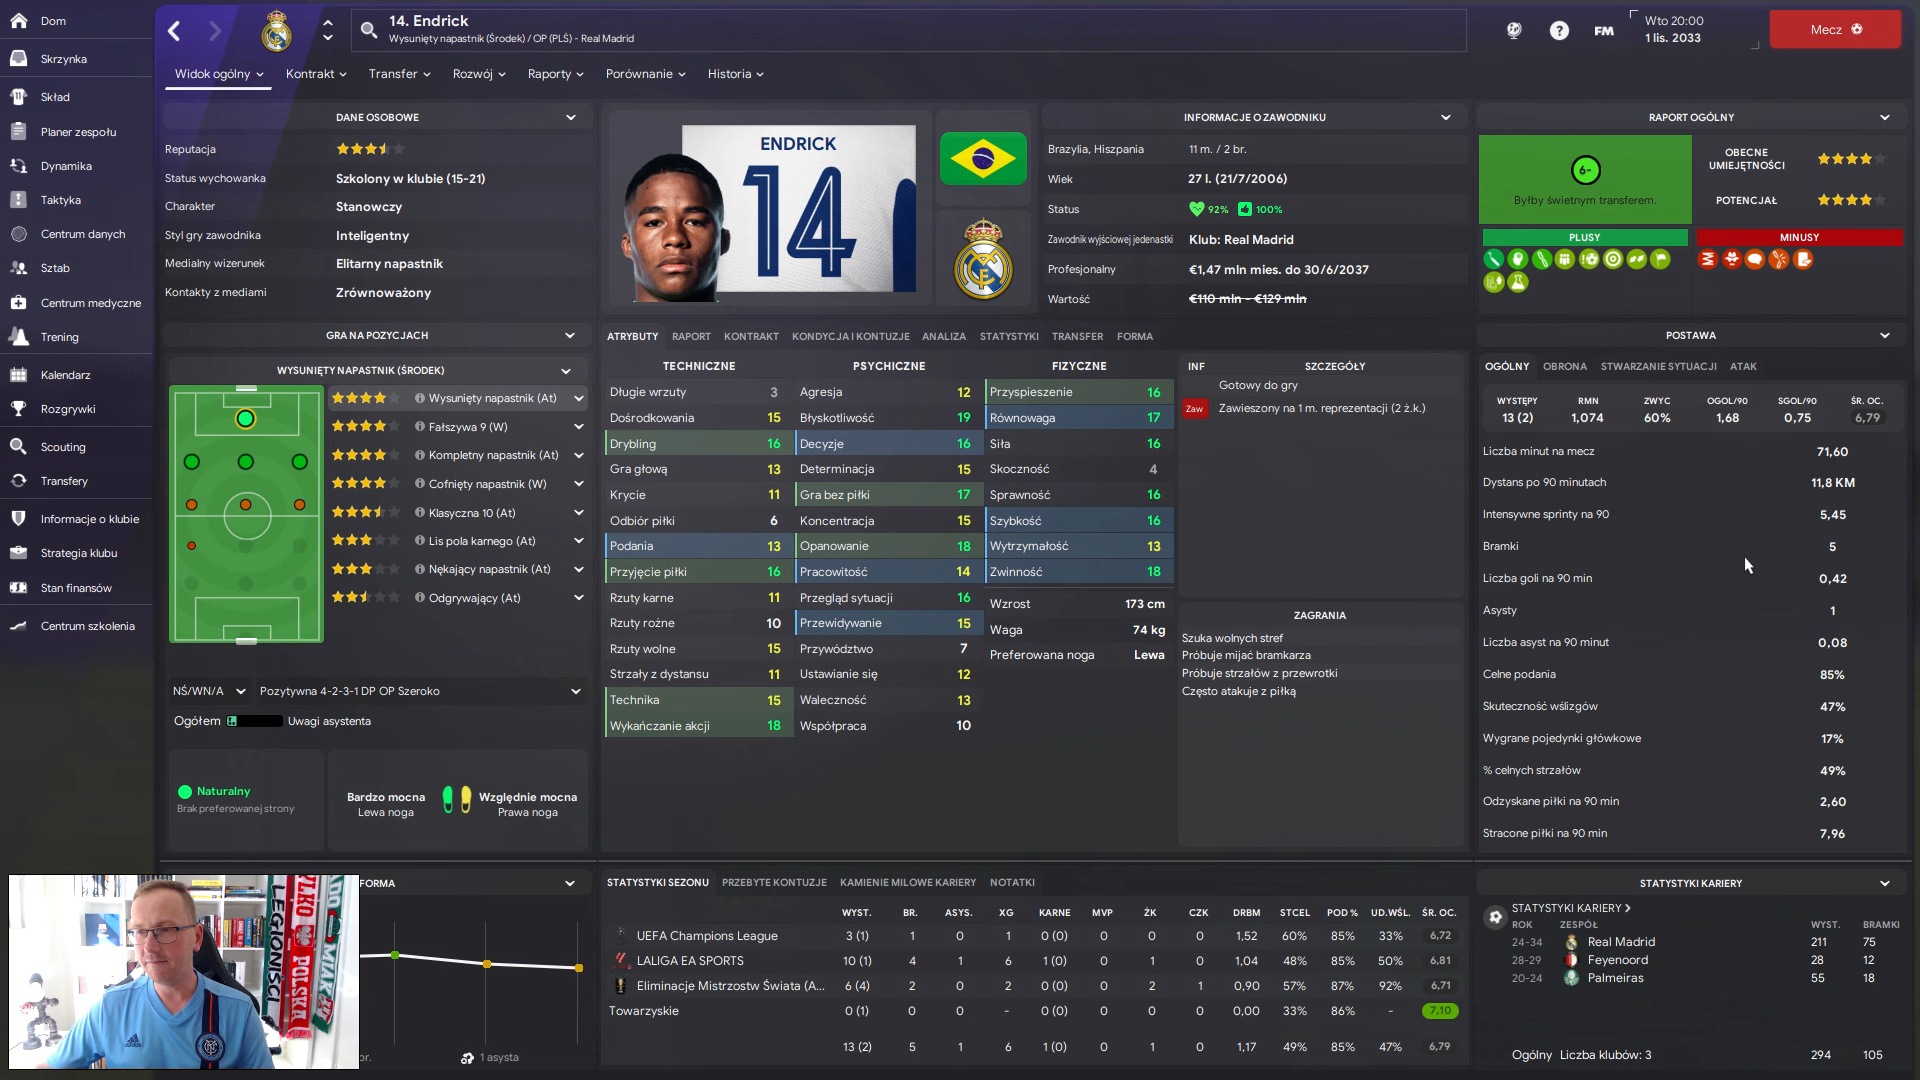 Dom
Skrzynka
Skład
Planer zespołu
Dynamika
Taktyka
Centrum danych
Sztab
Centrum medyczne
Trening
Kalendarz
Rozgrywki
Scouting
Transfery
Informacje o klubie
Strategia klubu
Stan finansów
Centrum szkolenia
14. Endrick
Wysunięty napastnik (Środek) / OP (PLŚ) - Real Madrid
FM
Wto 20:00
1 lis. 2033
Mecz
Widok ogólny Kontrakt Transfer Rozwój Raporty Porównanie Historia
DANE OSOBOWE
Reputacja
Status wychowanka Szkolony w klubie (15-21)
Charakter Stanowczy
Styl gry zawodnika Inteligentny
Medialny wizerunek Elitarny napastnik
Kontakty z mediami Zrównoważony
ENDRICK
14
INFORMACJE O ZAWODNIKU
Brazylia, Hiszpania 11 m. / 2 br.
Wiek 27 l. (21/7/2006)
Status 92% 100%
Zawodnik wyjściowej jedenastki Klub: Real Madrid
Profesjonalny €1,47 mln mies. do 30/6/2037
Wartość €110 mln - €129 mln
RAPORT OGÓLNY
6-
Byłby świetnym transferem.
OBECNE UMIEJĘTNOŚCI
POTENCJAŁ
PLUSY MINUSY
GRA NA POZYCJACH
WYSUNIĘTY NAPASTNIK (ŚRODEK)
Wysunięty napastnik (At)
Fałszywa 9 (W)
Kompletny napastnik (At)
Cofnięty napastnik (W)
Klasyczna 10 (At)
Lis pola karnego (At)
Nękający napastnik (At)
Odgrywający (At)
NŚ/WN/A Pozytywna 4-2-3-1 DP OP Szeroko
Ogółem Uwagi asystenta
Naturalny
Brak preferowanej strony
Bardzo mocna
Lewa noga
Względnie mocna
Prawa noga
ATRYBUTY RAPORT KONTRAKT KONDYCJA I KONTUZJE ANALIZA STATYSTYKI TRANSFER FORMA
TECHNICZNE PSYCHICZNE FIZYCZNE
Długie wrzuty 3 Agresja 12 Przyspieszenie 16
Dośrodkowania 15 Błyskotliwość 19 Równowaga 17
Drybling 16 Decyzje 16 Siła 16
Gra głową 13 Determinacja 15 Skoczność 4
Krycie 11 Gra bez piłki 17 Sprawność 16
Odbiór piłki 6 Koncentracja 15 Szybkość 16
Podania 13 Opanowanie 18 Wytrzymałość 13
Przyjęcie piłki 16 Pracowitość 14 Zwinność 18
Rzuty karne 11 Przegląd sytuacji 16 Wzrost 173 cm
Rzuty rożne 10 Przewidywanie 15 Waga 74 kg
Rzuty wolne 15 Przywództwo 7 Preferowana noga Lewa
Strzały z dystansu 11 Ustawianie się 12
Technika 15 Waleczność 13
Wykańczanie akcji 18 Współpraca 10
INF SZCZEGÓŁY
Gotowy do gry
Zaw Zawieszony na 1 m. reprezentacji (2 ż.k.)
ZAGRANIA
Szuka wolnych stref
Próbuje mijać bramkarza
Próbuje strzałów z przewrotki
Często atakuje z piłką
POSTAWA
OGÓLNY OBRONA STWARZANIE SYTUACJI ATAK
WYSTĘPY RMN ZWYC OGOL/90 SGOL/90 ŚR. OC.
13 (2) 1,074 60% 1,68 0,75 6,79
Liczba minut na mecz 71,60
Dystans po 90 minutach 11,8 KM
Intensywne sprinty na 90 5,45
Bramki 5
Liczba goli na 90 min 0,42
Asysty 1
Liczba asyst na 90 minut 0,08
Celne podania 85%
Skuteczność wślizgów 47%
Wygrane pojedynki główkowe 17%
% celnych strzałów 49%
Odzyskane piłki na 90 min 2,60
Stracone piłki na 90 min 7,96
FORMA
br.
1 asysta
LEGIONIŚCI
POLSKA
STATYSTYKI SEZONU PRZEBYTE KONTUZJE KAMIENIE MILOWE KARIERY NOTATKI
WYST. BR. ASYS. XG KARNE MVP ŻK CZK DRBM STCEL POD % UD.WŚL. ŚR. OC.
UEFA Champions League 3 (1) 1 0 1 0 (0) 0 0 0 1,52 60% 85% 33% 6,72
LALIGA EA SPORTS 10 (1) 4 1 6 1 (0) 0 1 0 1,04 48% 85% 50% 6,81
Eliminacje Mistrzostw Świata (A... 6 (4) 2 0 2 0 (0) 0 2 1 0,90 57% 87% 92% 6,71
Towarzyskie 0 (1) 0 0 - 0 (0) 0 0 0 0,00 33% 86% - 7,10
13 (2) 5 1 6 1 (0) 0 1 0 1,17 49% 85% 47% 6,79
STATYSTYKI KARIERY
STATYSTYKI KARIERY
ROK ZESPÓŁ WYST. BRAMKI
24-34 Real Madrid 211 75
28-29 Feyenoord 28 12
20-24 Palmeiras 55 18
Ogólny Liczba klubów: 3 294 105